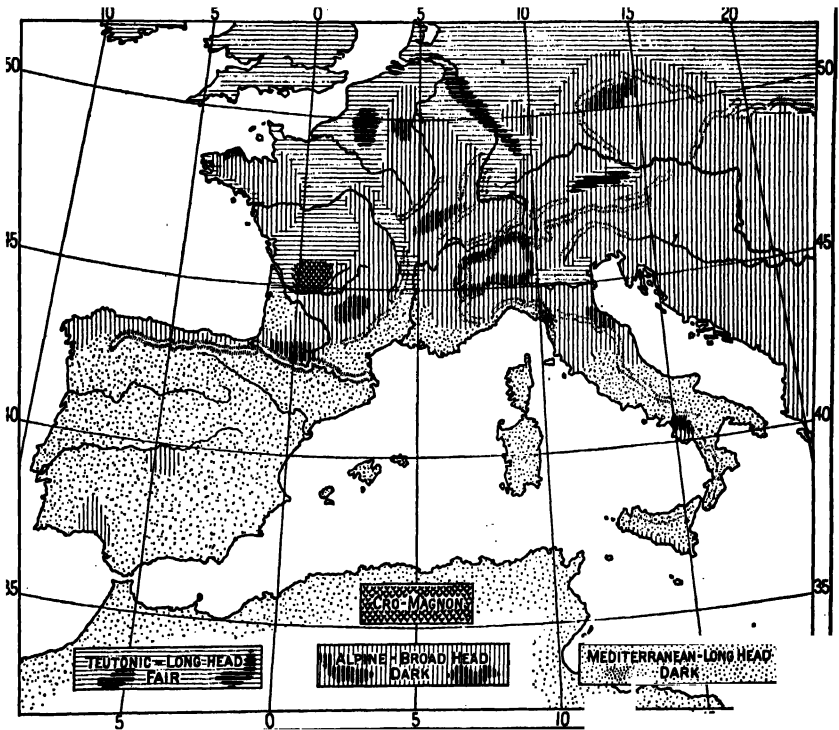 10 5 0 5 10 15 20
50 50
45 45
40 40
35 35
CRO-MAGNON
TEUTONIC=LONG-HEAD
FAIR
ALPINE=BROAD HEAD
DARK
MEDITERRANEAN-LONG HEAD
DARK
5 0 5 10